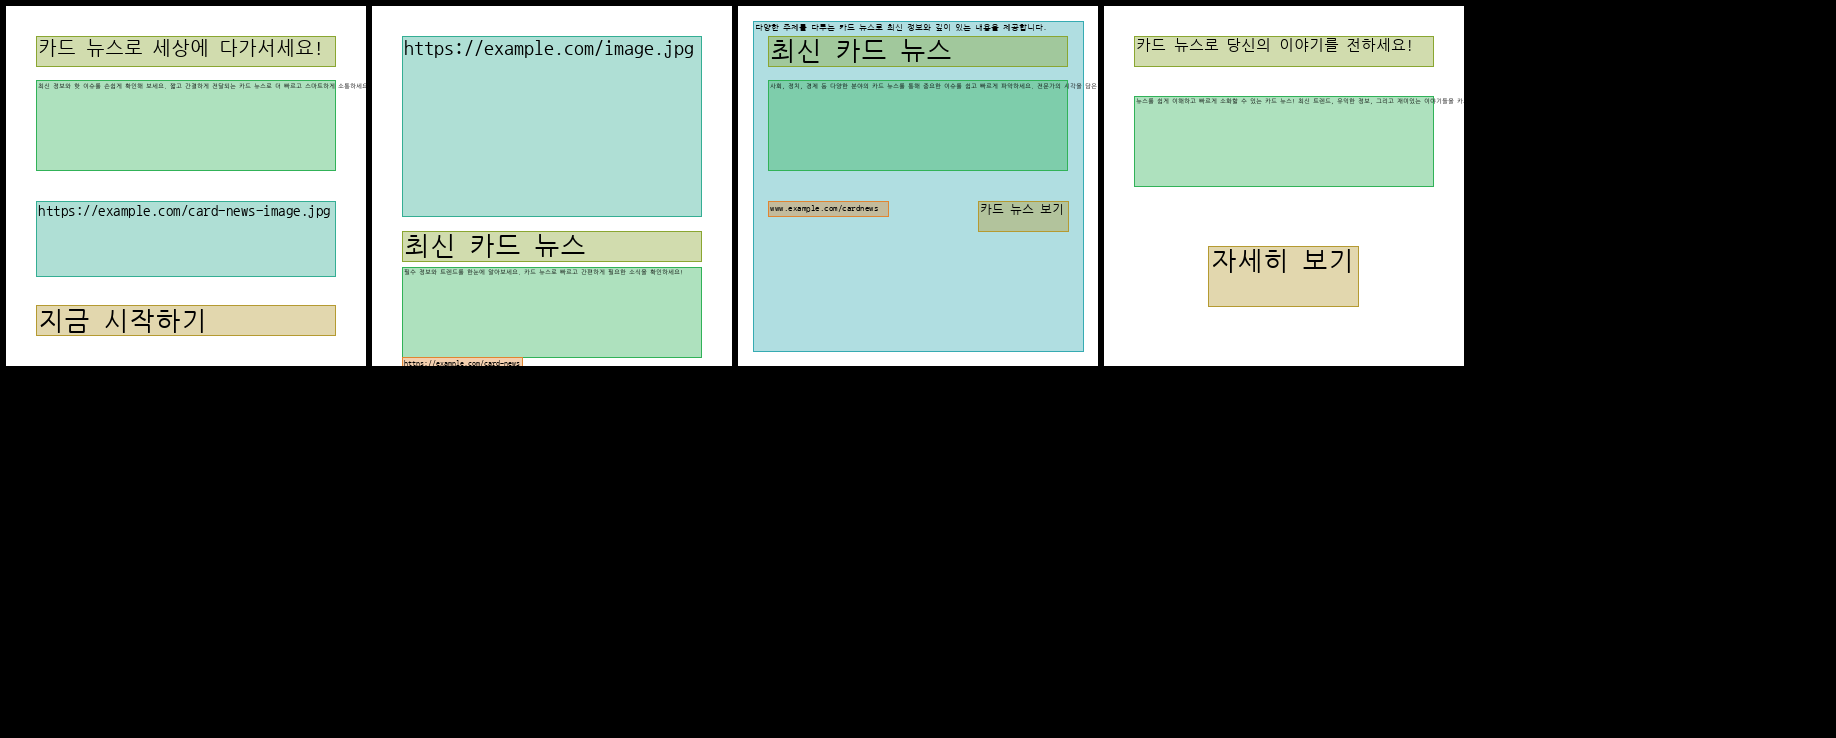 카드 뉴스로 세상에 다가서세요!
최신 정보와 핫 이슈를 손쉽게 확인해 보세요. 짧고 간결하게 전달되는 카드 뉴스로 더 빠르고 스마트하게 소통하세요
https://example.com/card-news-image.jpg
지금 시작하기
https://example.com/image.jpg
최신 카드 뉴스
필수 정보와 트렌드를 한눈에 알아보세요. 카드 뉴스로 빠르고 간편하게 필요한 소식을 확인하세요!
https://example.com/card-news
다양한 주제를 다루는 카드 뉴스로 최신 정보와 깊이 있는 내용을 제공합니다.
최신 카드 뉴스
사회, 정치, 경제 등 다양한 분야의 카드 뉴스를 통해 중요한 이슈를 쉽고 빠르게 파악하세요. 전문가의 시각을 담은
www.example.com/cardnews
카드 뉴스 보기
카드 뉴스로 당신의 이야기를 전하세요!
뉴스를 쉽게 이해하고 빠르게 소화할 수 있는 카드 뉴스! 최신 트렌드, 유익한 정보, 그리고 재미있는 이야기들을 카
자세히 보기